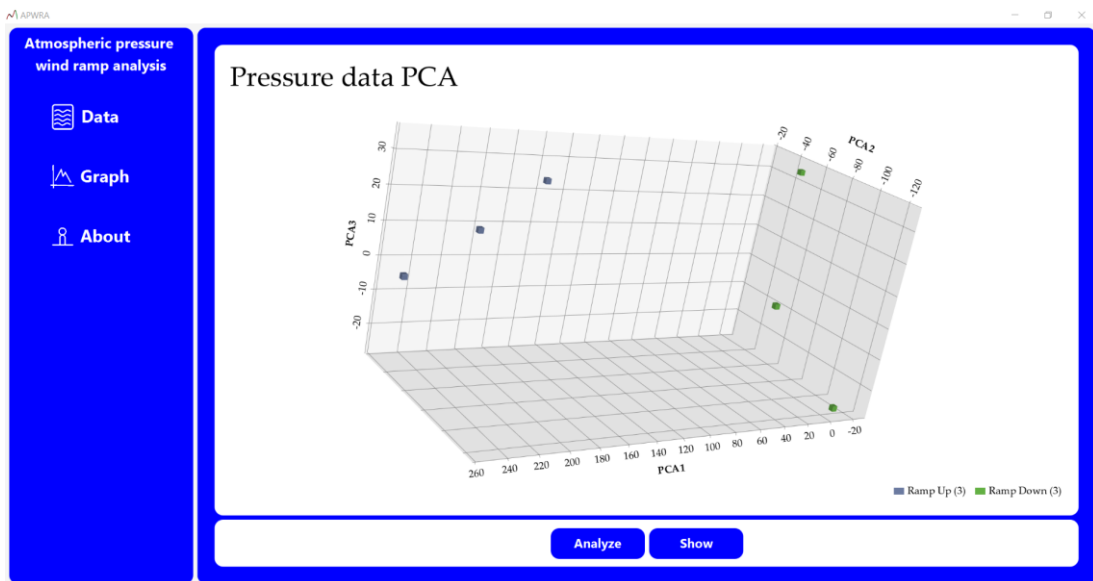 APWRA
Atmospheric pressure
wind ramp analysis
Data
Graph
About
Pressure data PCA
PCA3
30
20
10
0
-10
-20
PCA2
-20
-40
-60
-80
-100
-120
260
240
220
200
180
160
140
120
100
80
60
40
20
0
-20
PCA1
Ramp Up (3)
Ramp Down (3)
Analyze
Show